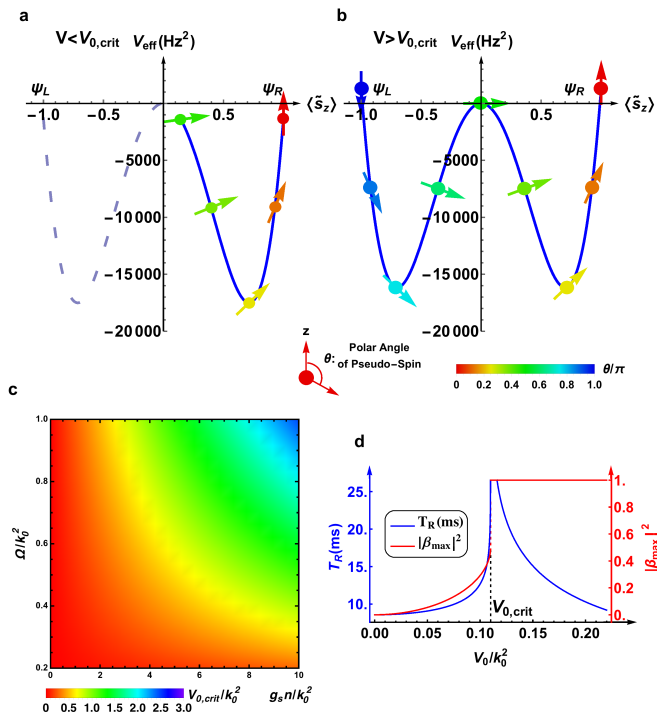 a
V<V0,crit
Veff(Hz²)
ψL
ψR
⟨s̃z⟩
−1.0
0.5
−5000
−10 000
−15 000
−20 000
b
V>V0,crit
Veff(Hz²)
ψL
ψR
⟨s̃z⟩
−1.0
−0.5
0.5
−5000
−10 000
−15 000
−20 000
z
θ:
Polar Angle
of Pseudo−Spin
θ/π
0 0.2 0.4 0.6 0.8 1.0
c
Ω/k0²
1.0
0.8
0.6
0.4
0.2
0 2 4 6 8 10
V0,crit/k0²
gsn/k0²
0 0.5 1.0 1.5 2.0 2.5 3.0
d
TR(ms)
25.
20.
15.
10.
TR(ms)
|βmax|²
V0,crit
1.
0.8
0.6
0.4
0.2
0.
|βmax|²
0.00 0.05 0.10 0.15 0.20
V0/k0²